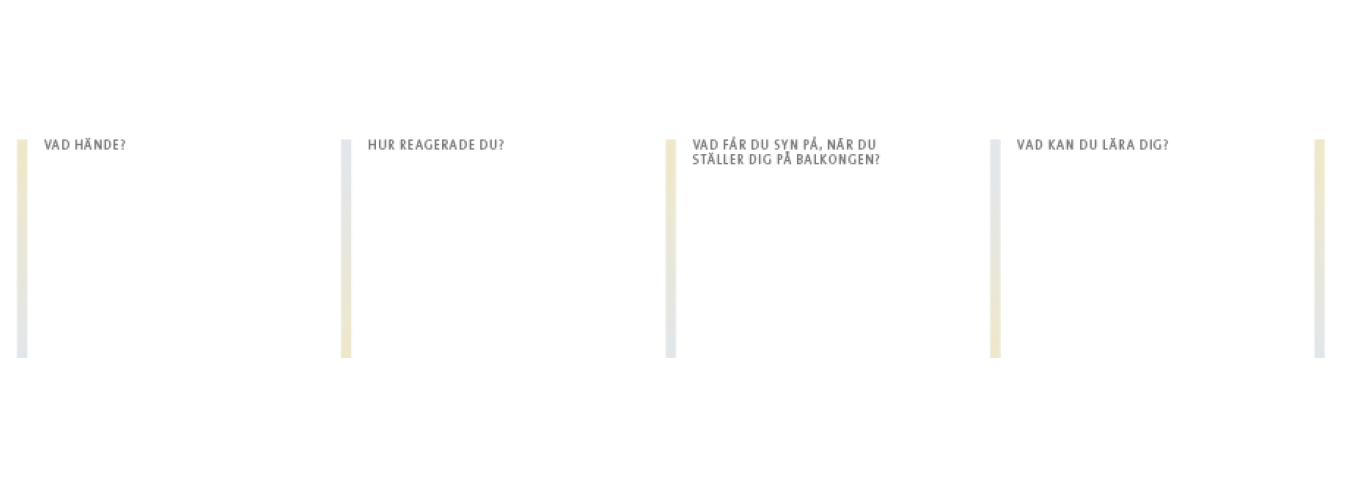 VAD HÄNDE?
HUR REAGERADE DU?
VAD FÅR DU SYN PÅ, NÄR DU
STÄLLER DIG PÅ BALKONGEN?
VAD KAN DU LÄRA DIG?